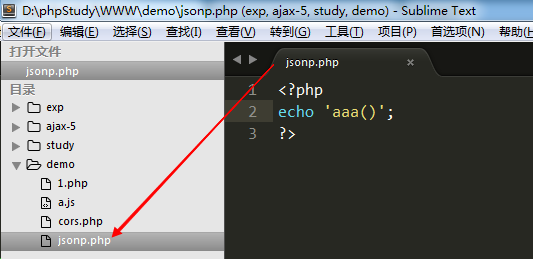 D:\phpStudy\WWW\demo\jsonp.php (exp, ajax-5, study, demo) - Sublime Text
文件(F) 编辑(E) 选择(S) 查找(I) 查看(V) 转到(G) 工具(T) 项目(P) 首选项(N) 帮助(H)
打开文件
jsonp.php
目录
exp
ajax-5
study
demo
1.php
a.js
cors.php
jsonp.php
jsonp.php ×
1 <?php
2 echo 'aaa()';
3 ?>